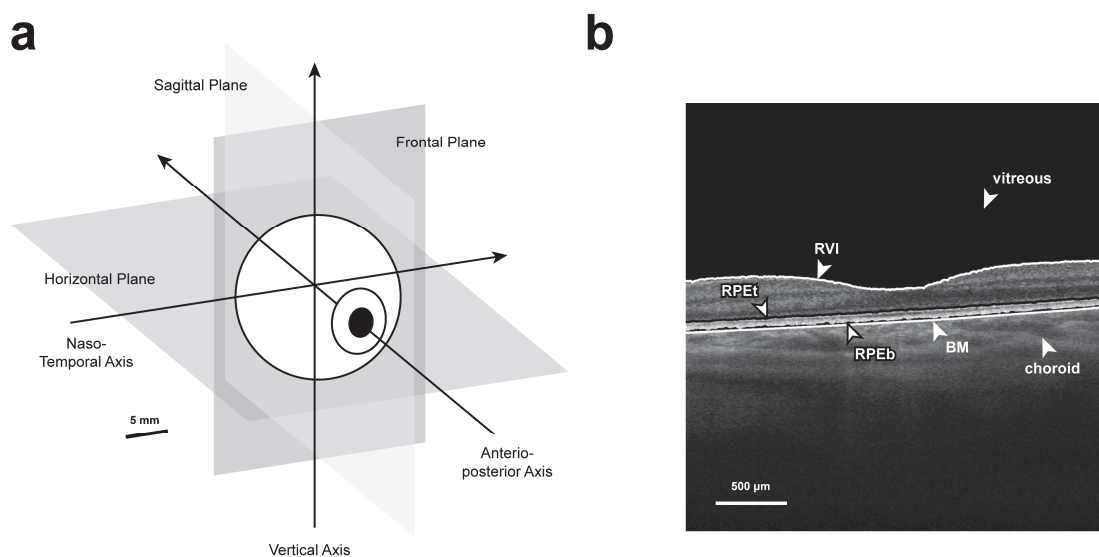 a
Sagittal Plane
Frontal Plane
Horizontal Plane
Naso-
Temporal Axis
5 mm
Anterio-
posterior Axis
Vertical Axis
b
vitreous
RVI
RPEt
RPEb
BM
choroid
500 µm